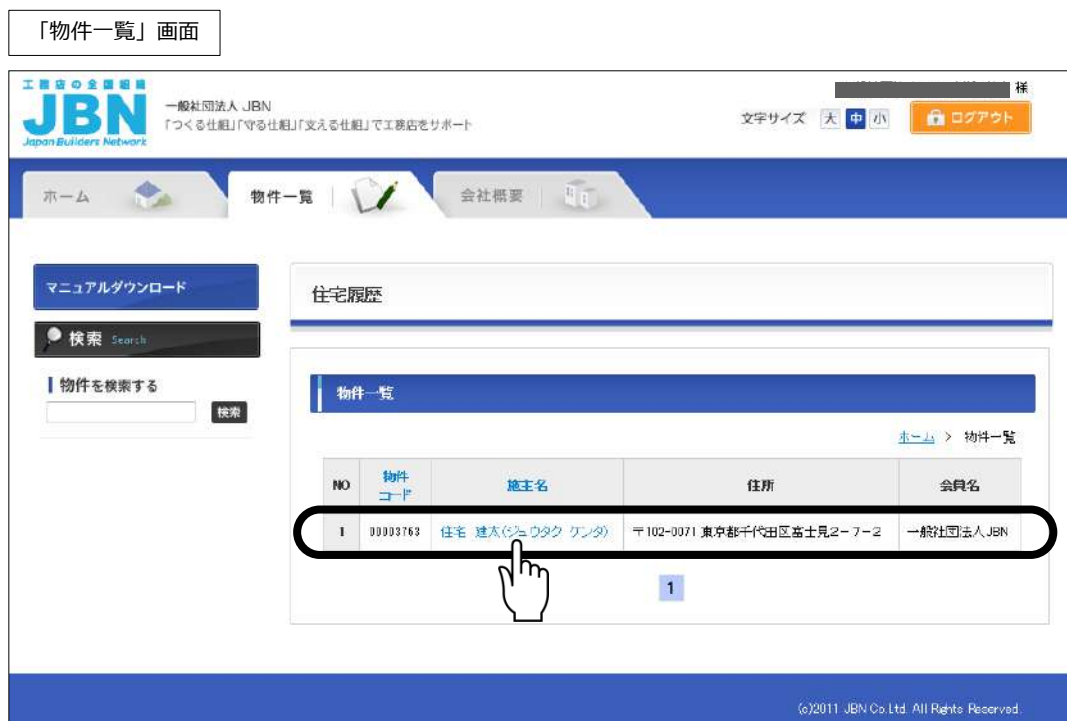 「物件一覧」画面
工務店の全国組織
JBN
Japan Builders Network
一般社団法人 JBN
「つくる仕組」「守る仕組」「支える仕組」で工務店をサポート
様
文字サイズ 大 中 小
ログアウト
ホーム
物件一覧
会社概要
マニュアルダウンロード
検索 Search
物件を検索する
検索
住宅履歴
物件一覧
ホーム > 物件一覧
NO 物件コード 施主名 住所 会員名
1 00003763 住宅 建太(ジュウタク ケンタ) 〒102-0071 東京都千代田区富士見2-7-2 一般社団法人JBN
1
(c)2011 JBN Co.Ltd. All Rights Reserved.